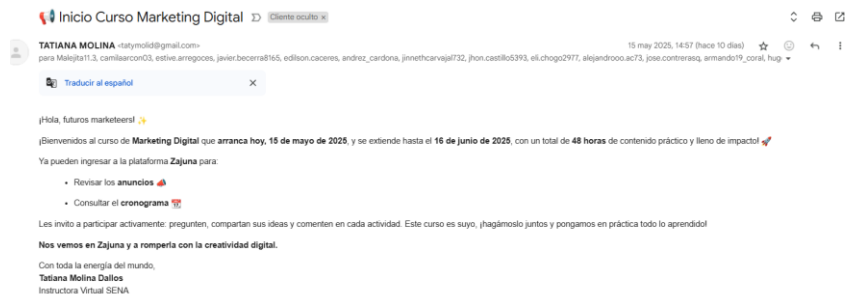 📢 Inicio Curso Marketing Digital Cliente oculto ×
TATIANA MOLINA <tatymolid@gmail.com> 15 may 2025, 14:57 (hace 10 días)
para Malejita11.3, camilaarcon03, estive.arregoces, javier.becerra8165, edilson.caceres, andrez_cardona, jinnethcarvajal732, jhon.castillo5393, eli.chogo2977, alejandrooo.ac73, jose.contrerasq, armando19_coral, hug
Traducir al español ×
¡Hola, futuros marketeers! ✨
¡Bienvenidos al curso de Marketing Digital que arranca hoy, 15 de mayo de 2025, y se extiende hasta el 16 de junio de 2025, con un total de 48 horas de contenido práctico y lleno de impacto! 🚀
Ya pueden ingresar a la plataforma Zajuna para:
• Revisar los anuncios 📣
• Consultar el cronograma 📆
Les invito a participar activamente: pregunten, compartan sus ideas y comenten en cada actividad. Este curso es suyo, ¡hagámoslo juntos y pongamos en práctica todo lo aprendido!
Nos vemos en Zajuna y a romperla con la creatividad digital.
Con toda la energía del mundo,
Tatiana Molina Dallos
Instructora Virtual SENA